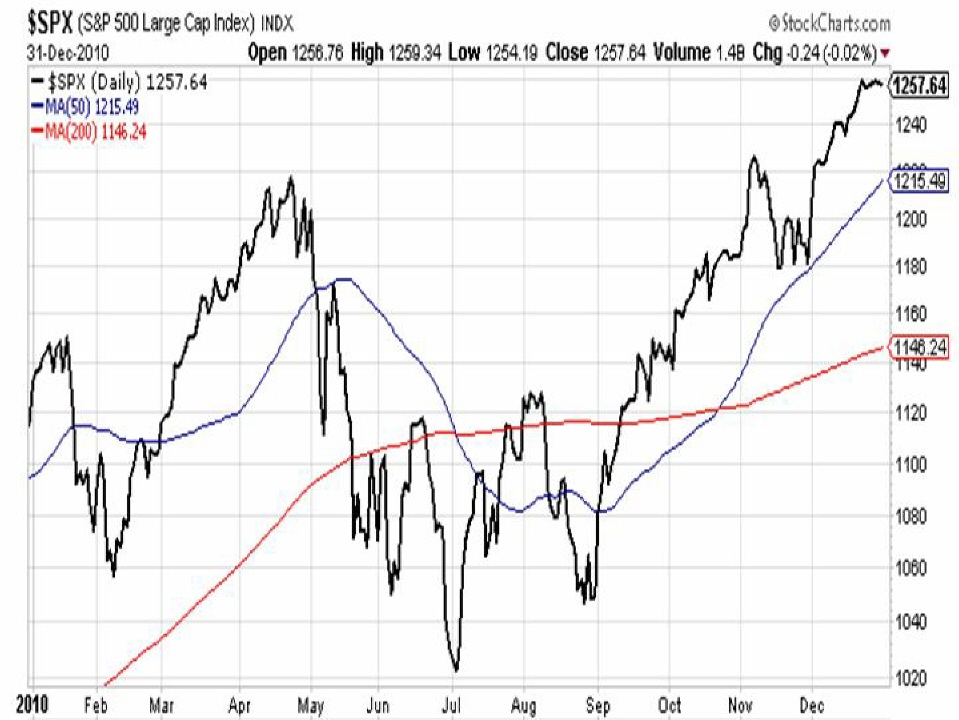 $SPX (S&P 500 Large Cap Index) INDX
© StockCharts.com
31-Dec-2010
Open 1256.76 High 1259.34 Low 1254.19 Close 1257.64 Volume 1.4B Chg -0.24 (-0.02%)
$SPX (Daily) 1257.64
MA(50) 1215.49
MA(200) 1146.24
1257.64
1240
1220
1215.49
1200
1180
1160
1146.24
1140
1120
1100
1080
1060
1040
1020
2010 Feb Mar Apr May Jun Jul Aug Sep Oct Nov Dec